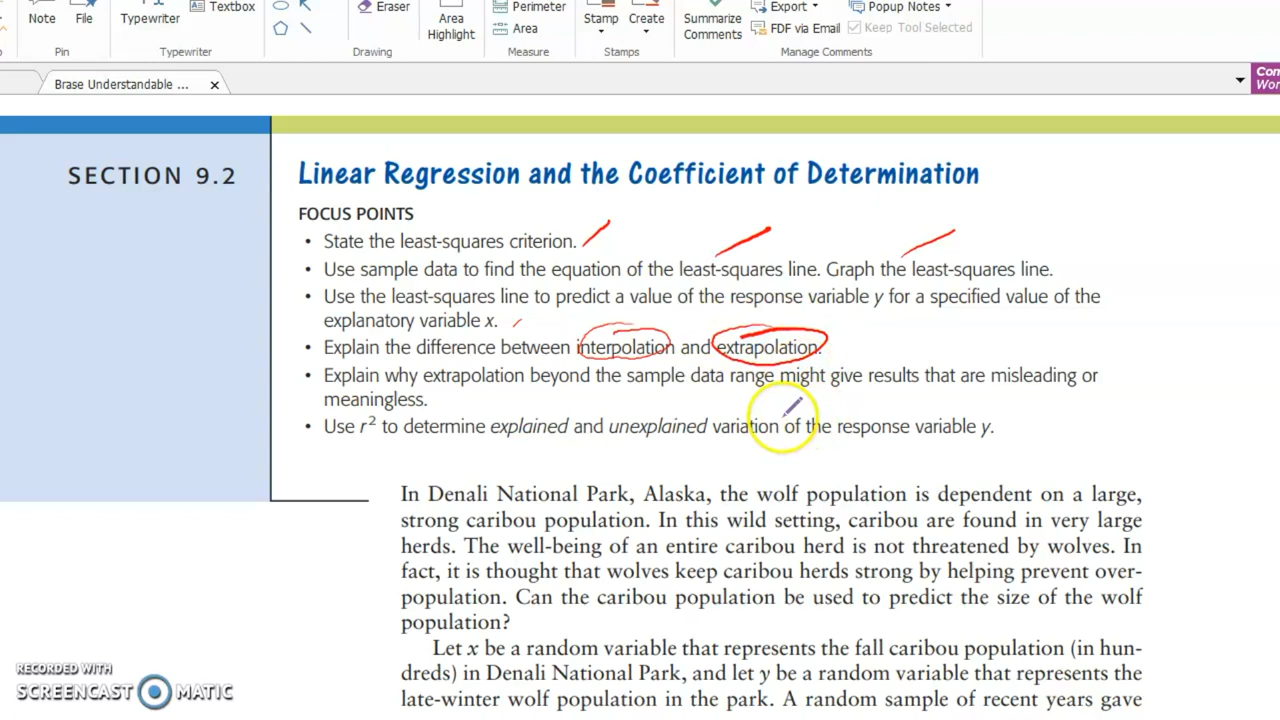 Note
File
Typewriter
Textbox
Eraser
Area
Highlight
Perimeter
Area
Stamp
Create
Summarize
Comments
Export
FDF via Email
Popup Notes
Keep Tool Selected
Pin
Typewriter
Drawing
Measure
Stamps
Manage Comments
Brase Understandable ...
Con
Wor
SECTION 9.2
Linear Regression and the Coefficient of Determination
FOCUS POINTS
• State the least-squares criterion.
• Use sample data to find the equation of the least-squares line. Graph the least-squares line.
• Use the least-squares line to predict a value of the response variable y for a specified value of the
explanatory variable x.
• Explain the difference between interpolation and extrapolation.
• Explain why extrapolation beyond the sample data range might give results that are misleading or
meaningless.
• Use r² to determine explained and unexplained variation of the response variable y.
In Denali National Park, Alaska, the wolf population is dependent on a large,
strong caribou population. In this wild setting, caribou are found in very large
herds. The well-being of an entire caribou herd is not threatened by wolves. In
fact, it is thought that wolves keep caribou herds strong by helping prevent over-
population. Can the caribou population be used to predict the size of the wolf
population?
Let x be a random variable that represents the fall caribou population (in hun-
dreds) in Denali National Park, and let y be a random variable that represents the
late-winter wolf population in the park. A random sample of recent years gave
RECORDED WITH
SCREENCAST MATIC